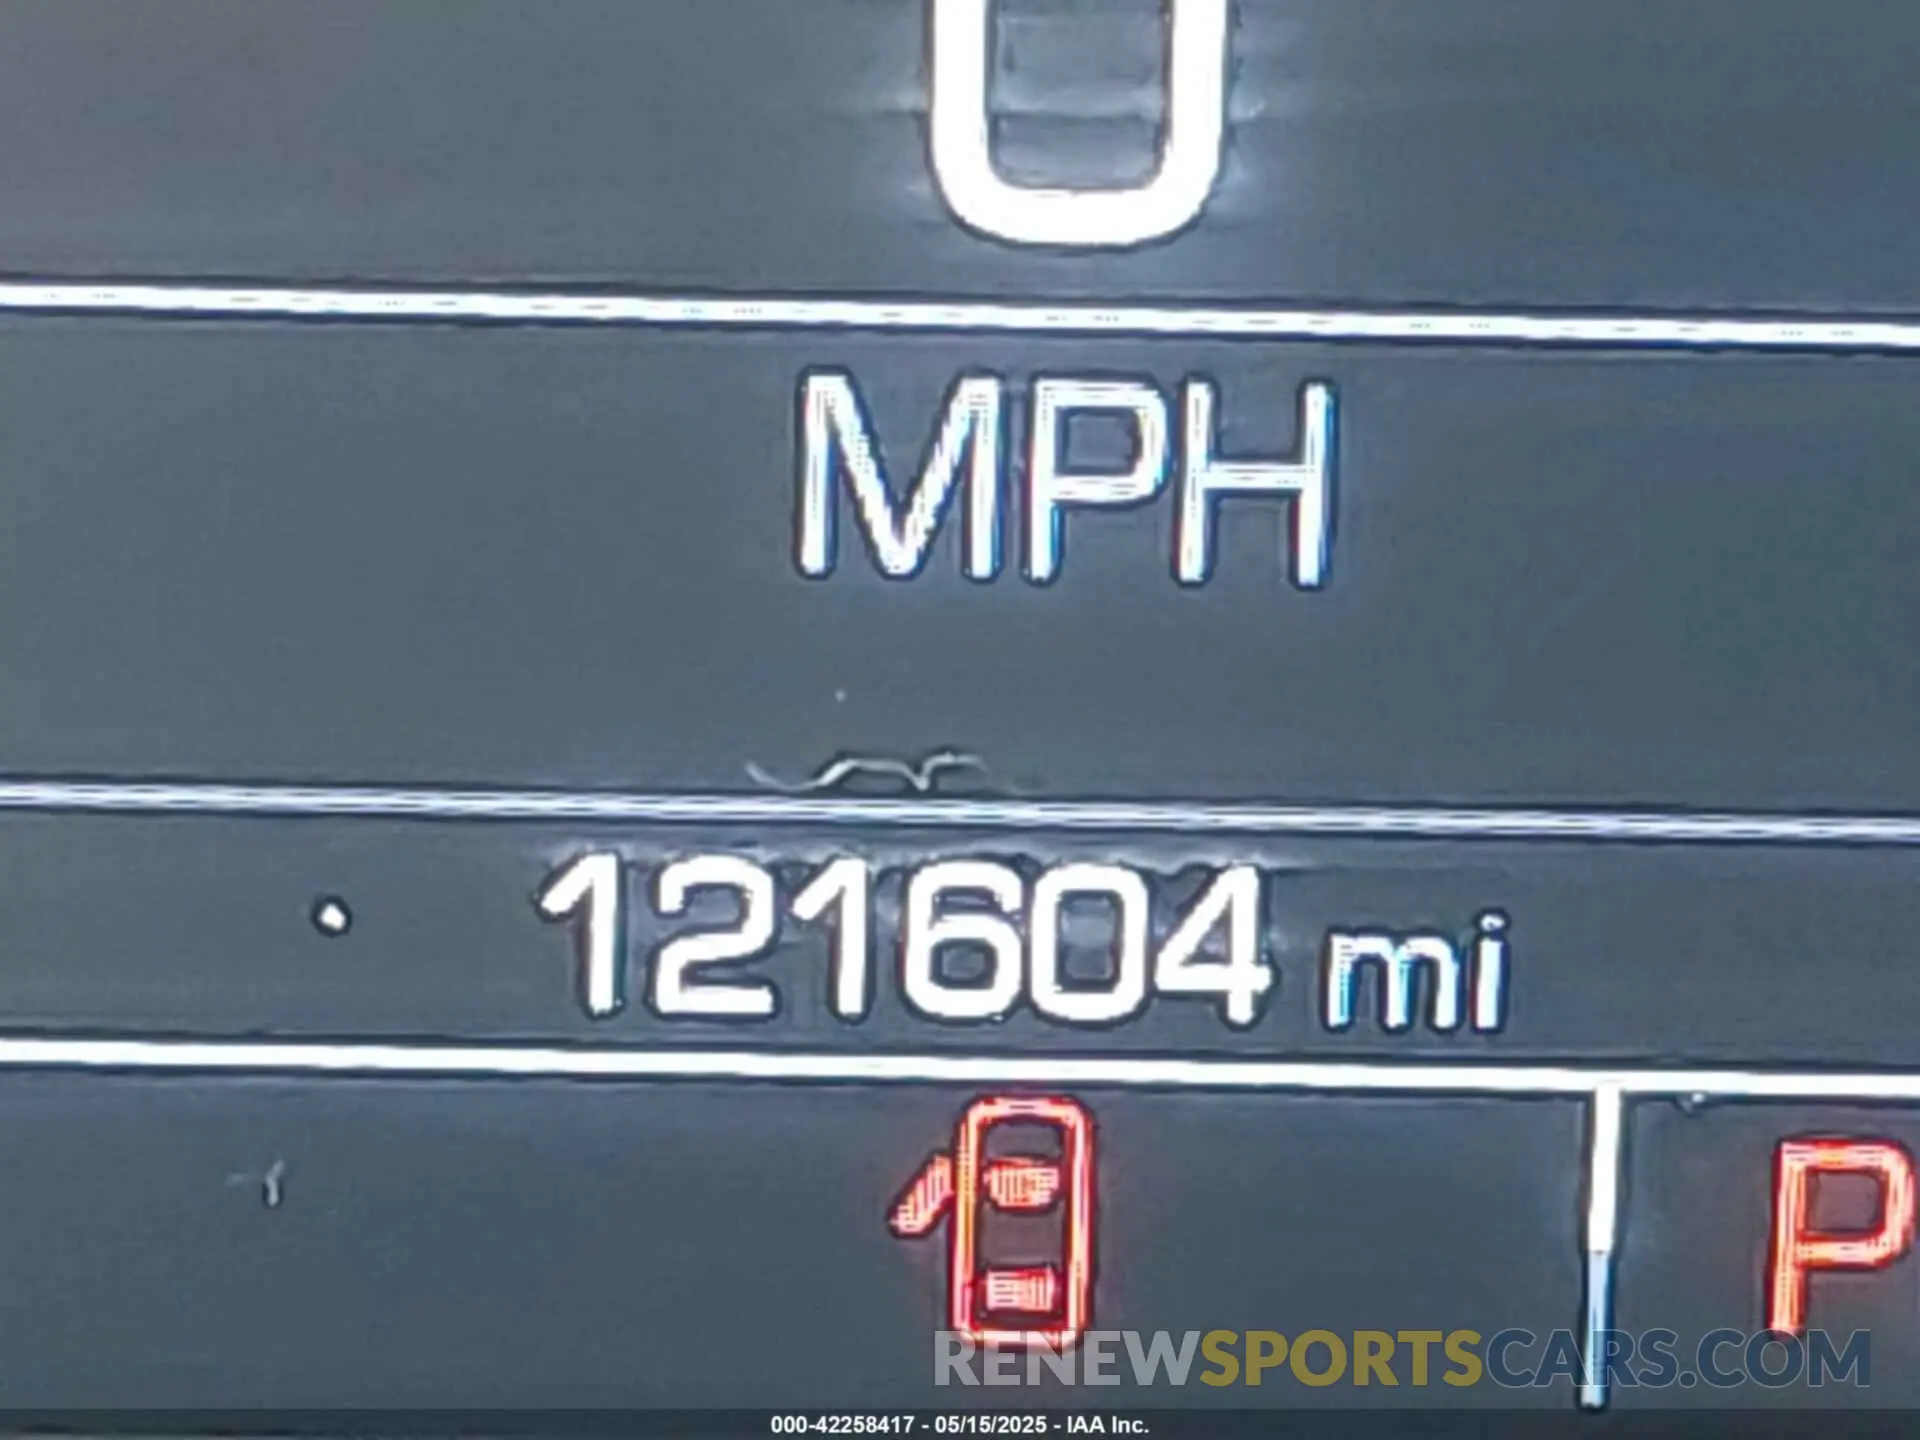 0
MPH
121604 mi
P
RENEWSPORTSCARS.COM
000-42258417 - 05/15/2025 - IAA Inc.